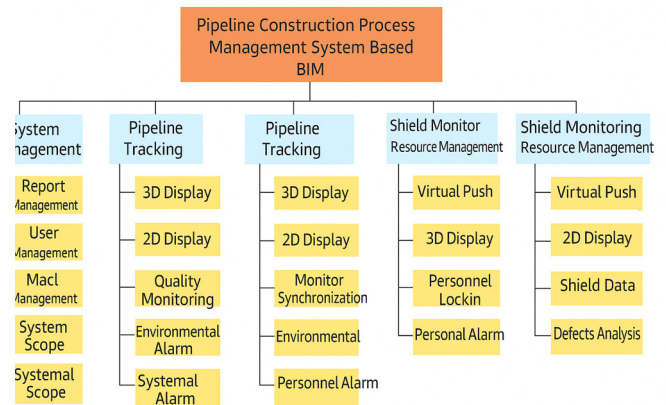 Pipeline Construction Process
Management System Based
BIM
System
nagement
Pipeline
Tracking
Pipeline
Tracking
Shield Monitor
Resource Management
Shield Monitoring
Resource Management
Report
Management
User
Management
Macl
Management
System
Scope
Systemal
Scope
3D Display
2D Display
Quality
Monitoring
Environmental
Alarm
Systemal
Alarm
3D Display
2D Display
Monitor
Synchronization
Environmental
Personnel Alarm
Virtual Push
3D Display
Personnel
Lockin
Personal Alarm
Virtual Push
2D Display
Shield Data
Defects Analysis